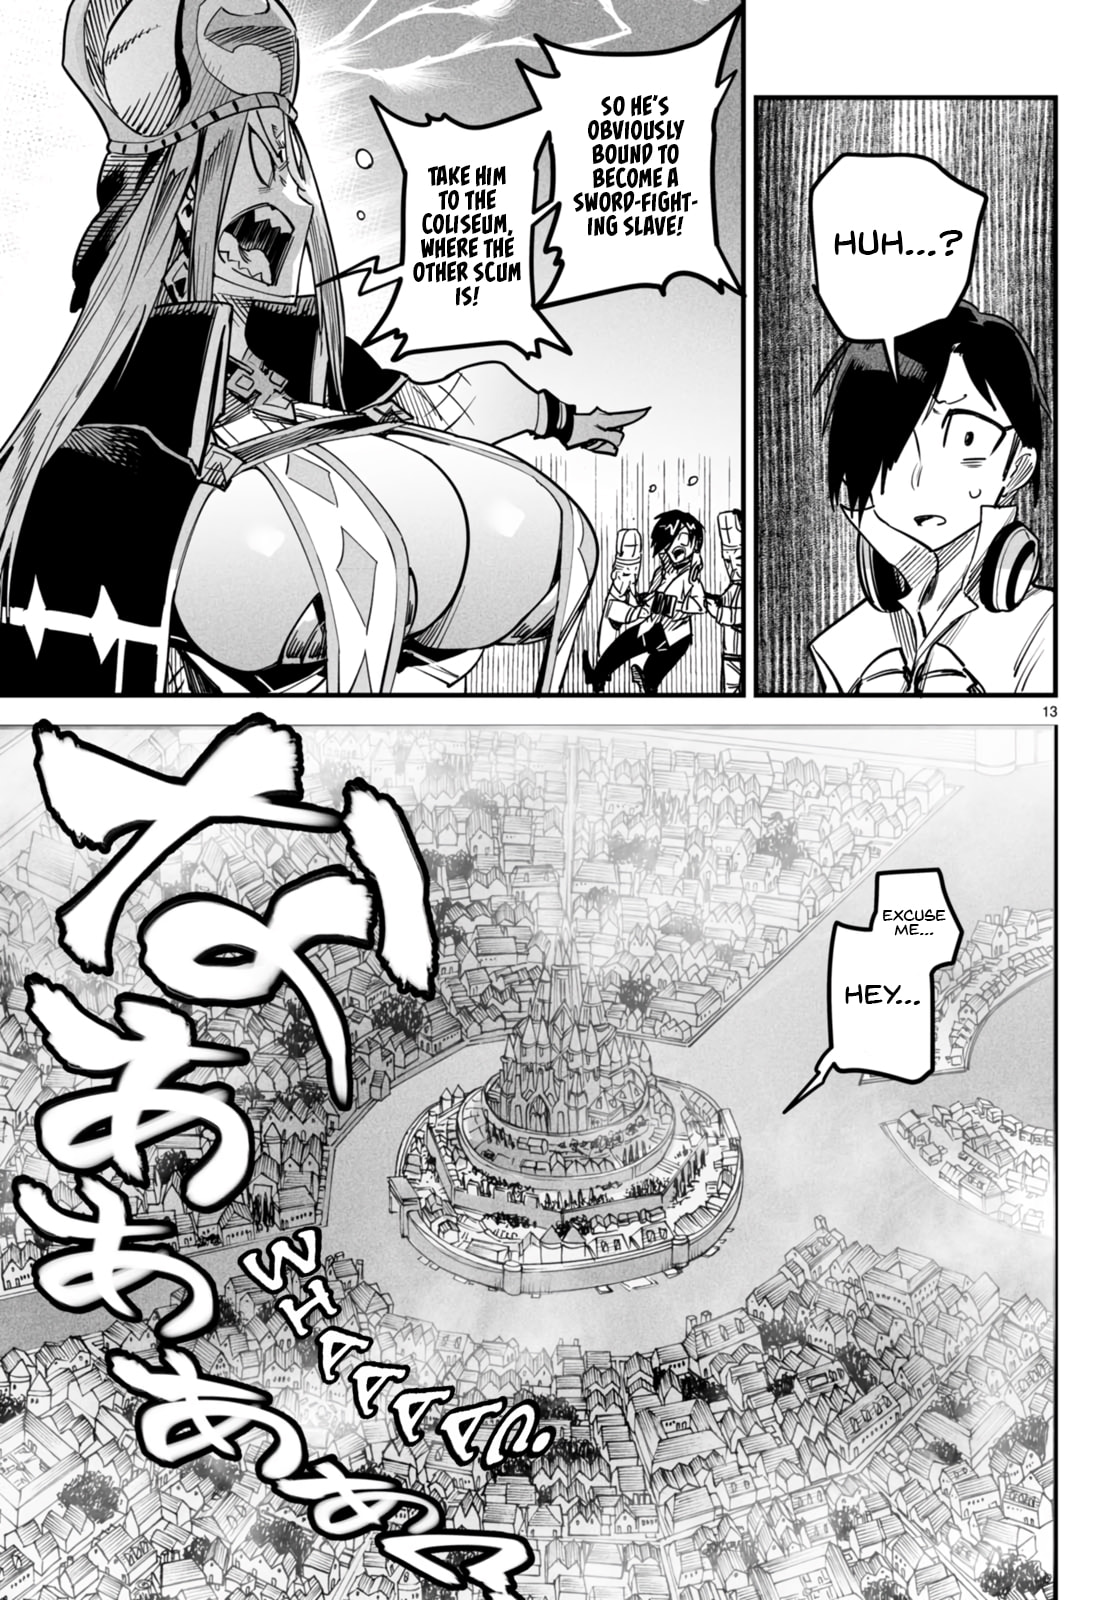 HUH...?
SO HE'S
OBVIOUSLY
BOUND TO
BECOME A
SWORD-FIGHT-
ING SLAVE!
TAKE HIM
TO THE
COLISEUM,
WHERE THE
OTHER SCUM
IS!
13
EXCUSE
ME...
HEY...
なあああああ
WHAAAAA?